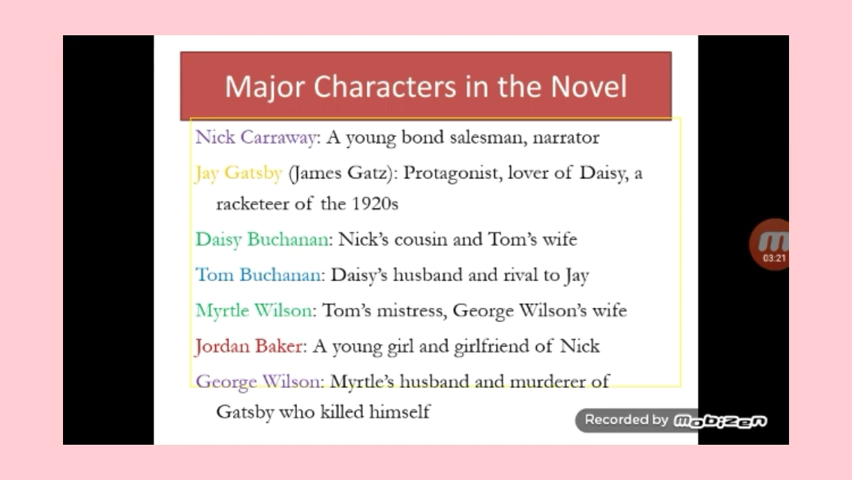 Major Characters in the Novel
Nick Carraway: A young bond salesman, narrator
Jay Gatsby (James Gatz): Protagonist, lover of Daisy, a
racketeer of the 1920s
Daisy Buchanan: Nick's cousin and Tom's wife
Tom Buchanan: Daisy's husband and rival to Jay
Myrtle Wilson: Tom's mistress, George Wilson's wife
Jordan Baker: A young girl and girlfriend of Nick
George Wilson: Myrtle's husband and murderer of
Gatsby who killed himself
03:21
Recorded by mobizen